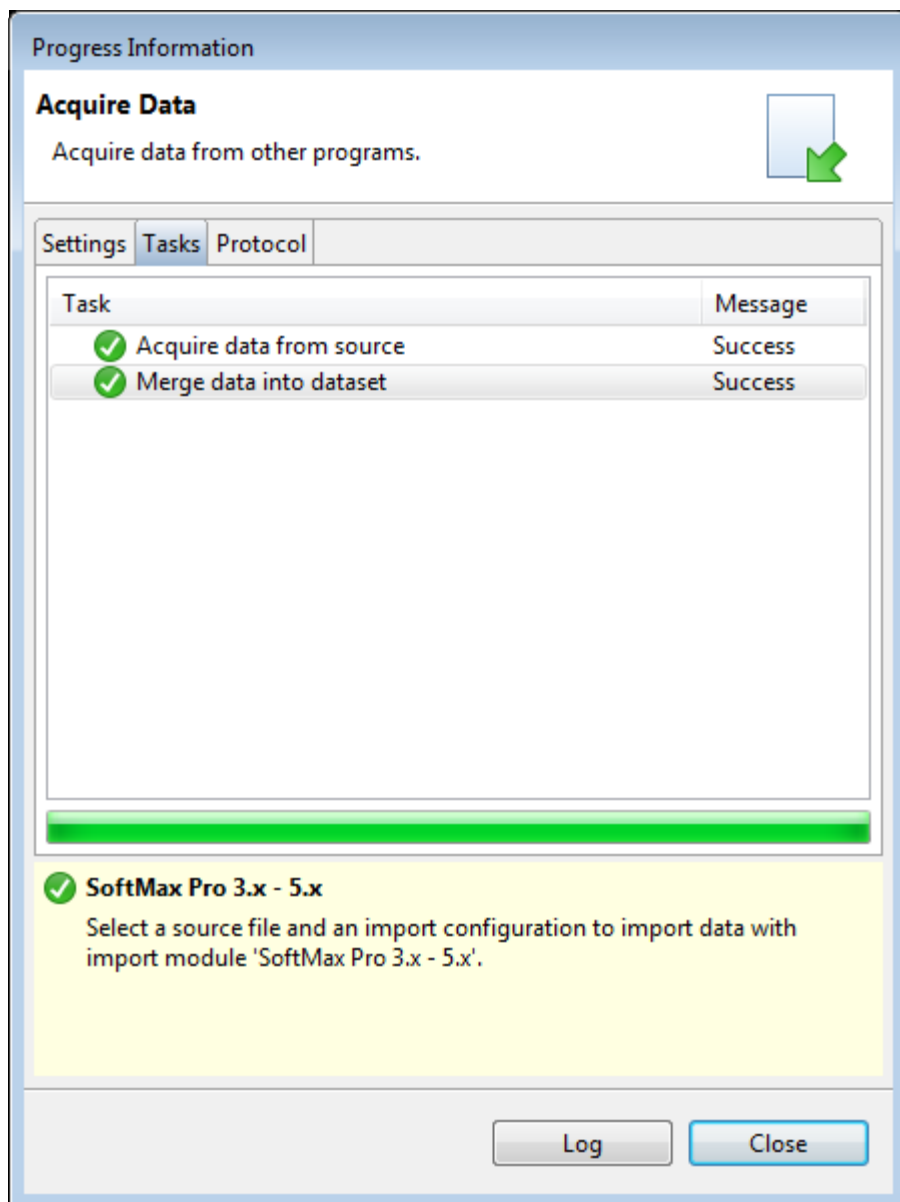 Progress Information
Acquire Data
Acquire data from other programs.
Settings Tasks Protocol
Task Message
Acquire data from source Success
Merge data into dataset Success
SoftMax Pro 3.x - 5.x
Select a source file and an import configuration to import data with
import module 'SoftMax Pro 3.x - 5.x'.
Log Close